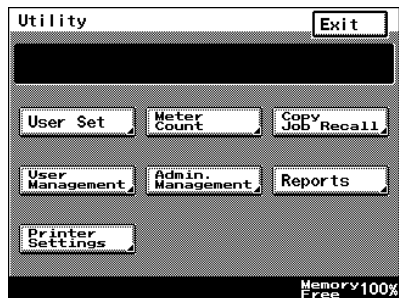 Utility
Exit
User Set
Meter
Count
Copy
Job Recall
User
Management
Admin.
Management
Reports
Printer
Settings
Memory
Free 100%